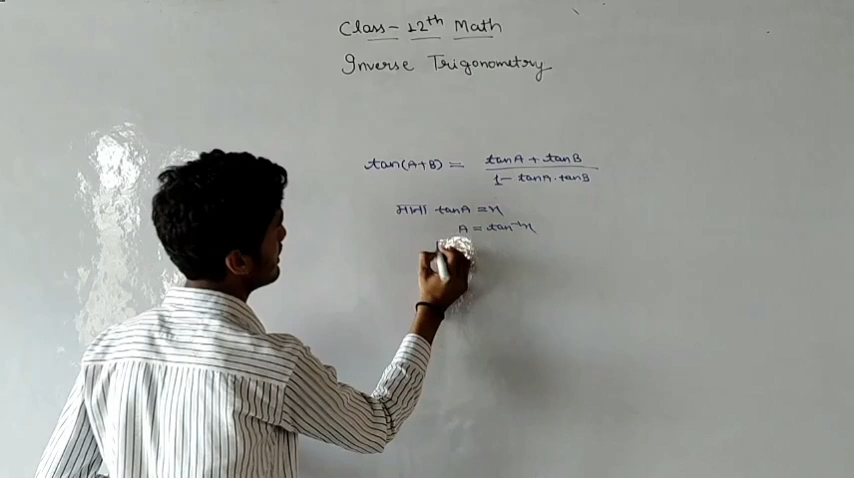 Class- 12th Math
Inverse Trigonometry
tan(A+B) = tanA + tanB / 1- tanA.tanB
माना tanA = x
A = tan⁻¹x